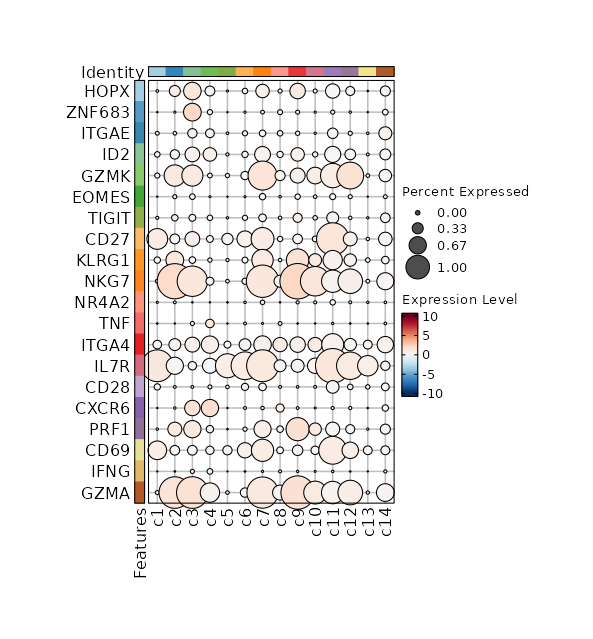 Identity
HOPX
ZNF683
ITGAE
ID2
GZMK
EOMES
TIGIT
CD27
KLRG1
NKG7
NR4A2
TNF
ITGA4
IL7R
CD28
CXCR6
PRF1
CD69
IFNG
GZMA
Features
c1
c2
c3
c4
c5
c6
c7
c8
c9
c10
c11
c12
c13
c14
Percent Expressed
0.00
0.33
0.67
1.00
Expression Level
10
5
0
-5
-10